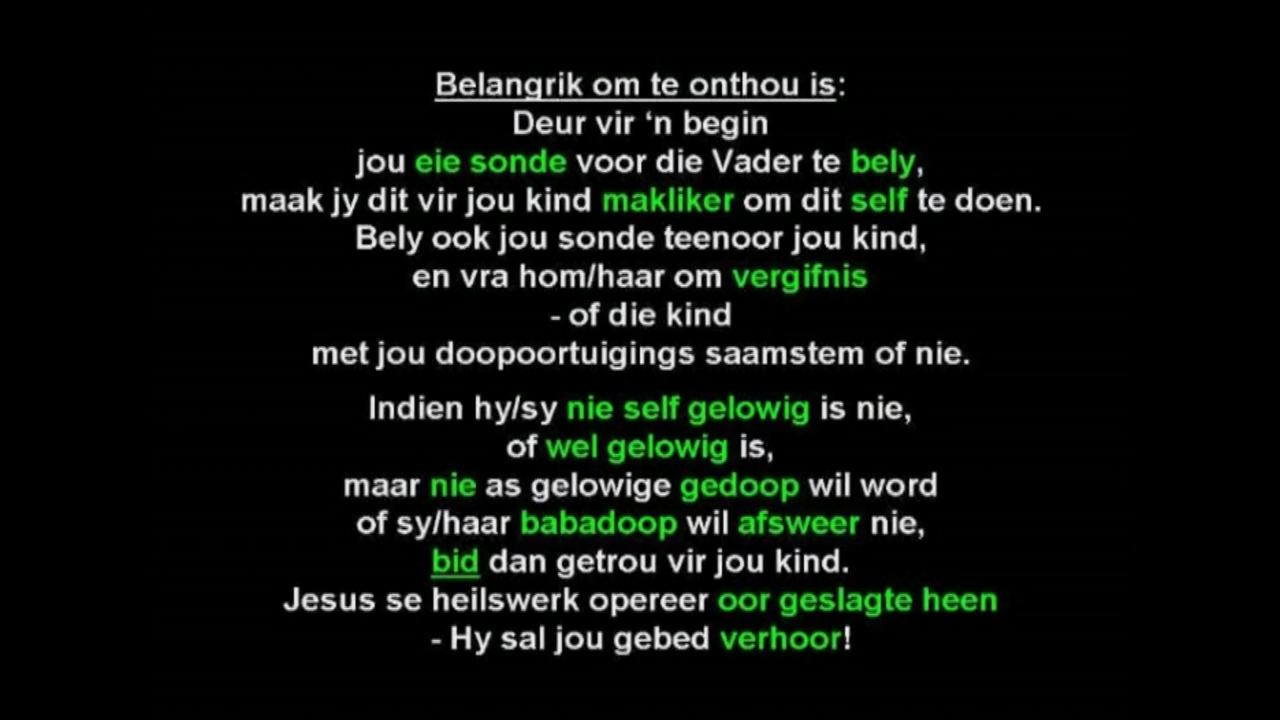 Belangrik om te onthou is:
Deur vir ‘n begin
jou eie sonde voor die Vader te bely,
maak jy dit vir jou kind makliker om dit self te doen.
Bely ook jou sonde teenoor jou kind,
en vra hom/haar om vergifnis
- of die kind
met jou doopoortuigings saamstem of nie.
Indien hy/sy nie self gelowig is nie,
of wel gelowig is,
maar nie as gelowige gedoop wil word
of sy/haar babadoop wil afsweer nie,
bid dan getrou vir jou kind.
Jesus se heilswerk opereer oor geslagte heen
- Hy sal jou gebed verhoor!